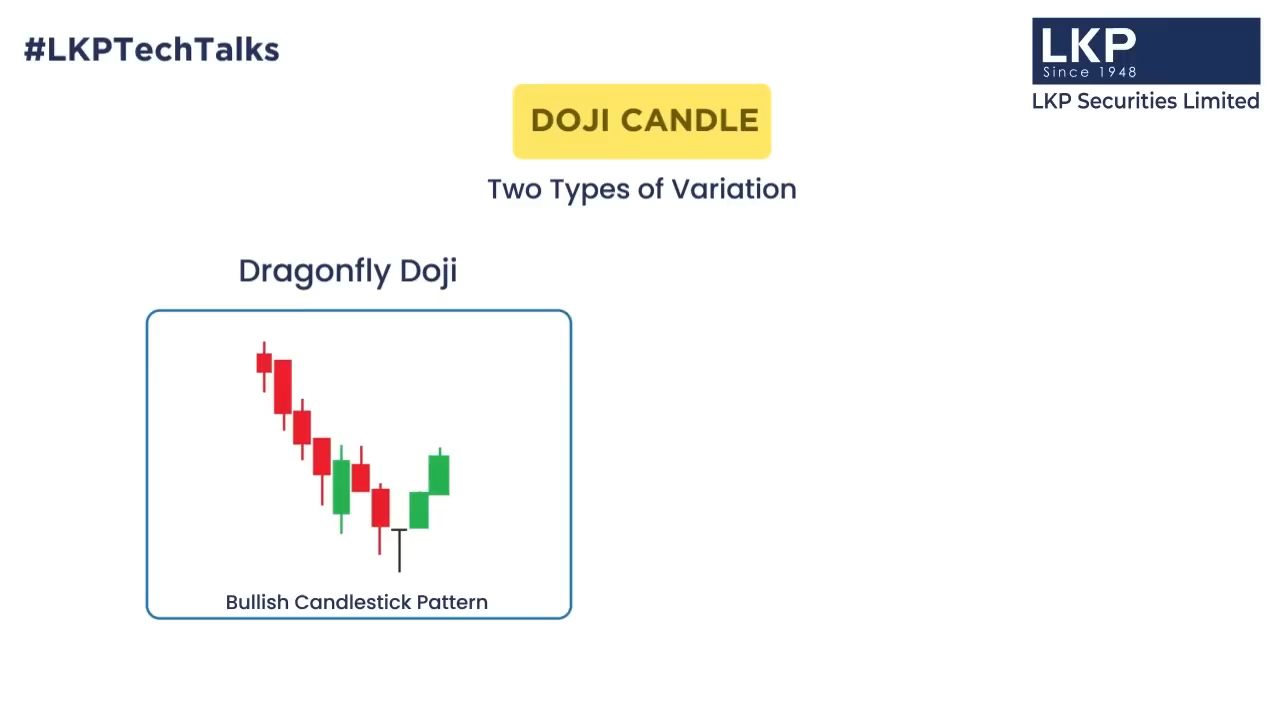 #LKPTechTalks
LKP
Since 1948
LKP Securities Limited
DOJI CANDLE
Two Types of Variation
Dragonfly Doji
Bullish Candlestick Pattern